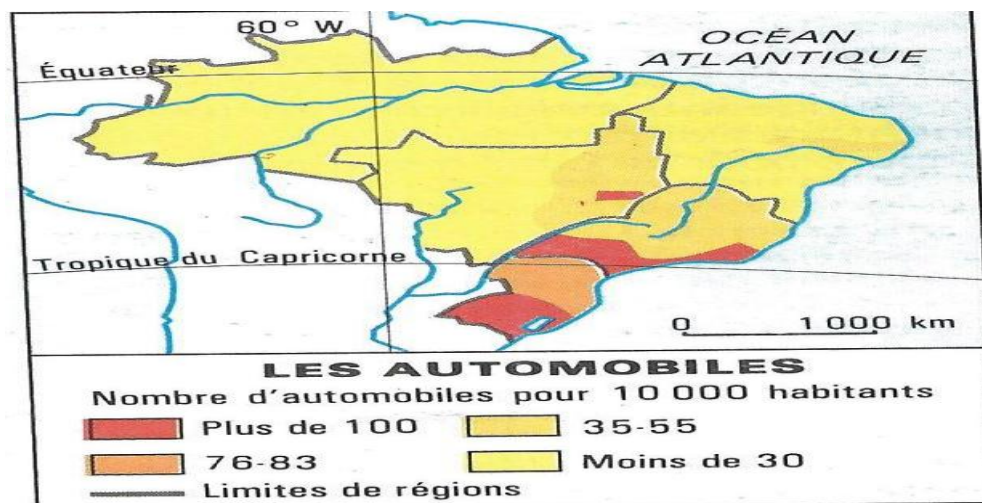 60° W
OCÉAN
ATLANTIQUE
Équateur
Tropique du Capricorne
0 1 000 km
LES AUTOMOBILES
Nombre d'automobiles pour 10 000 habitants
Plus de 100 35-55
76-83 Moins de 30
Limites de régions